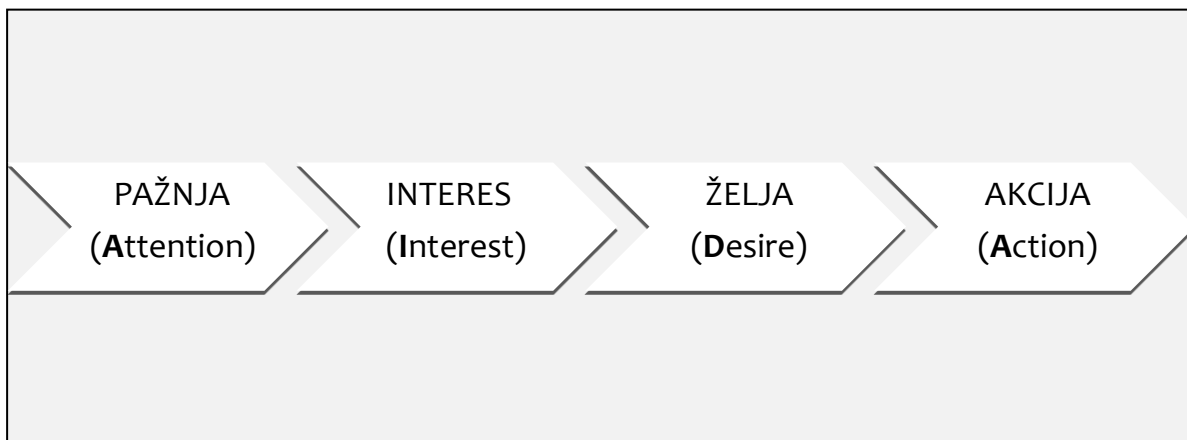 PAŽNJA
(Attention)
INTERES
(Interest)
ŽELJA
(Desire)
AKCIJA
(Action)